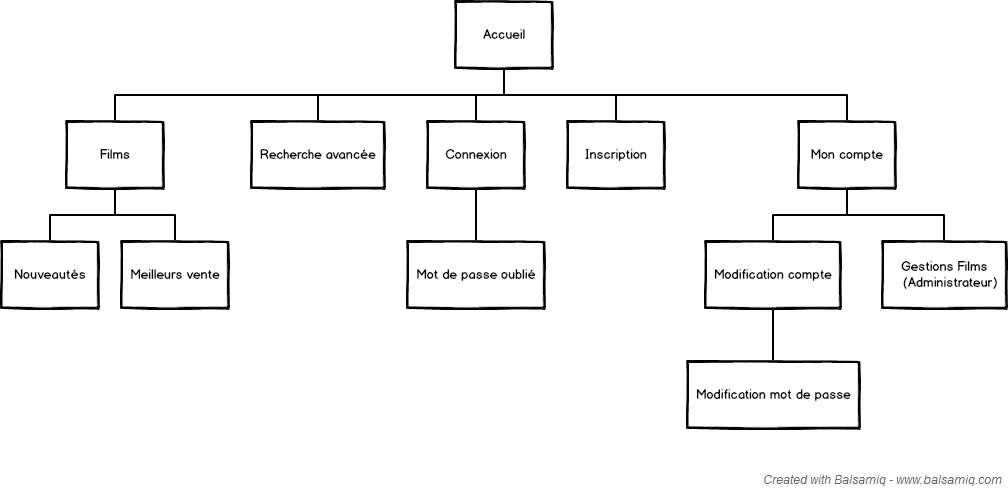 Accueil
Films
Recherche avancée
Connexion
Inscription
Mon compte
Nouveautés
Meilleurs vente
Mot de passe oublié
Modification compte
Gestions Films
(Administrateur)
Modification mot de passe
Created with Balsamiq - www.balsamiq.com